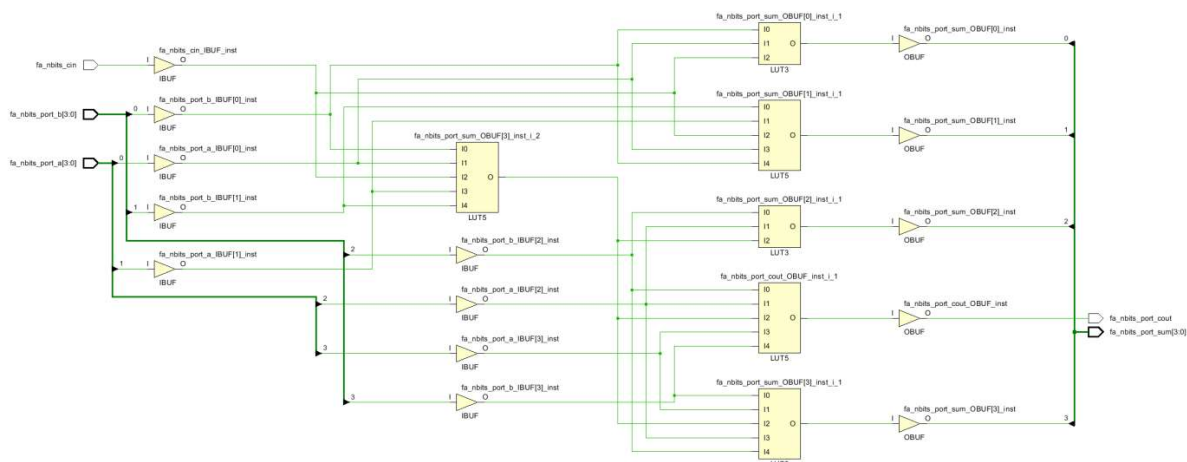 fa_nbits_port_sum_OBUF[0]_inst_i_1
I0
I1
I2
O
LUT3
fa_nbits_port_sum_OBUF[0]_inst
I
O
OBUF
0
fa_nbits_cin
fa_nbits_cin_IBUF_inst
I
O
IBUF
fa_nbits_port_b[3:0]
0
fa_nbits_port_b_IBUF[0]_inst
I
O
IBUF
fa_nbits_port_sum_OBUF[1]_inst_i_1
I0
I1
I2
I3
I4
O
LUT5
fa_nbits_port_sum_OBUF[1]_inst
I
O
OBUF
1
fa_nbits_port_a[3:0]
0
fa_nbits_port_a_IBUF[0]_inst
I
O
IBUF
fa_nbits_port_sum_OBUF[3]_inst_i_2
I0
I1
I2
I3
I4
O
LUT5
1
fa_nbits_port_b_IBUF[1]_inst
I
O
IBUF
fa_nbits_port_sum_OBUF[2]_inst_i_1
I0
I1
I2
O
LUT3
fa_nbits_port_sum_OBUF[2]_inst
I
O
OBUF
2
1
fa_nbits_port_a_IBUF[1]_inst
I
O
IBUF
2
fa_nbits_port_b_IBUF[2]_inst
I
O
IBUF
2
fa_nbits_port_a_IBUF[2]_inst
I
O
IBUF
fa_nbits_port_cout_OBUF_inst_i_1
I0
I1
I2
I3
I4
O
LUT5
fa_nbits_port_cout_OBUF_inst
I
O
OBUF
fa_nbits_port_cout
fa_nbits_port_sum[3:0]
3
fa_nbits_port_a_IBUF[3]_inst
I
O
IBUF
3
fa_nbits_port_b_IBUF[3]_inst
I
O
IBUF
fa_nbits_port_sum_OBUF[3]_inst_i_1
I0
I1
I2
I3
I4
O
fa_nbits_port_sum_OBUF[3]_inst
I
O
OBUF
3